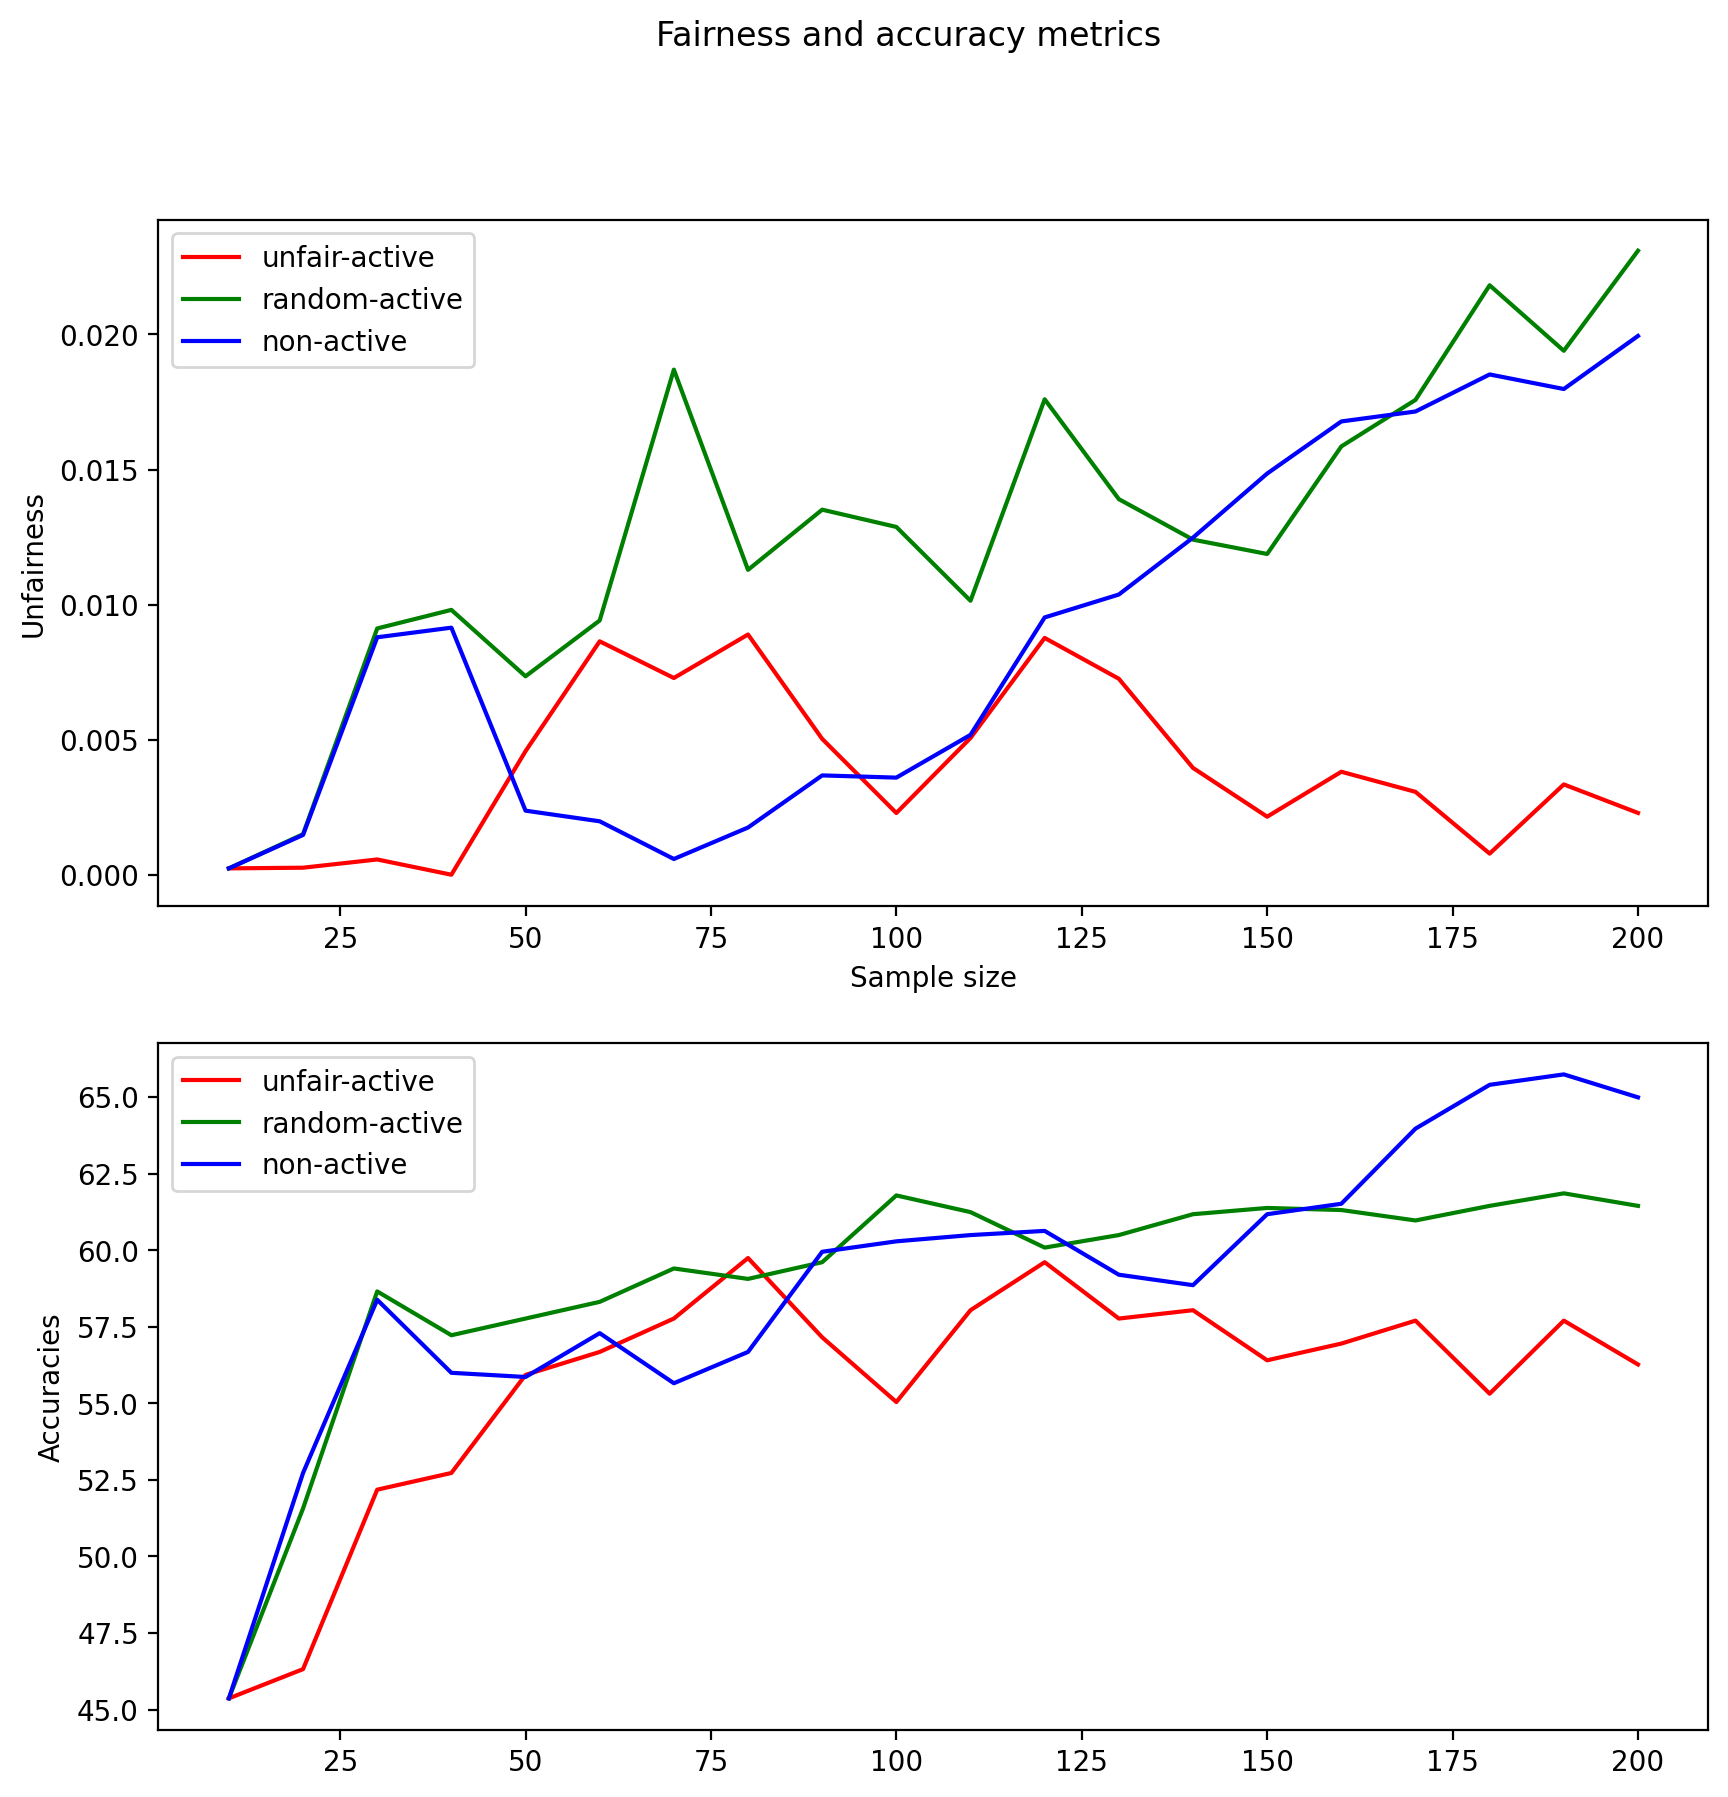 Fairness and accuracy metrics
unfair-active
random-active
non-active
Unfairness
0.020
0.015
0.010
0.005
0.000
25 50 75 100 125 150 175 200
Sample size
unfair-active
random-active
non-active
Accuracies
65.0
62.5
60.0
57.5
55.0
52.5
50.0
47.5
45.0
25 50 75 100 125 150 175 200